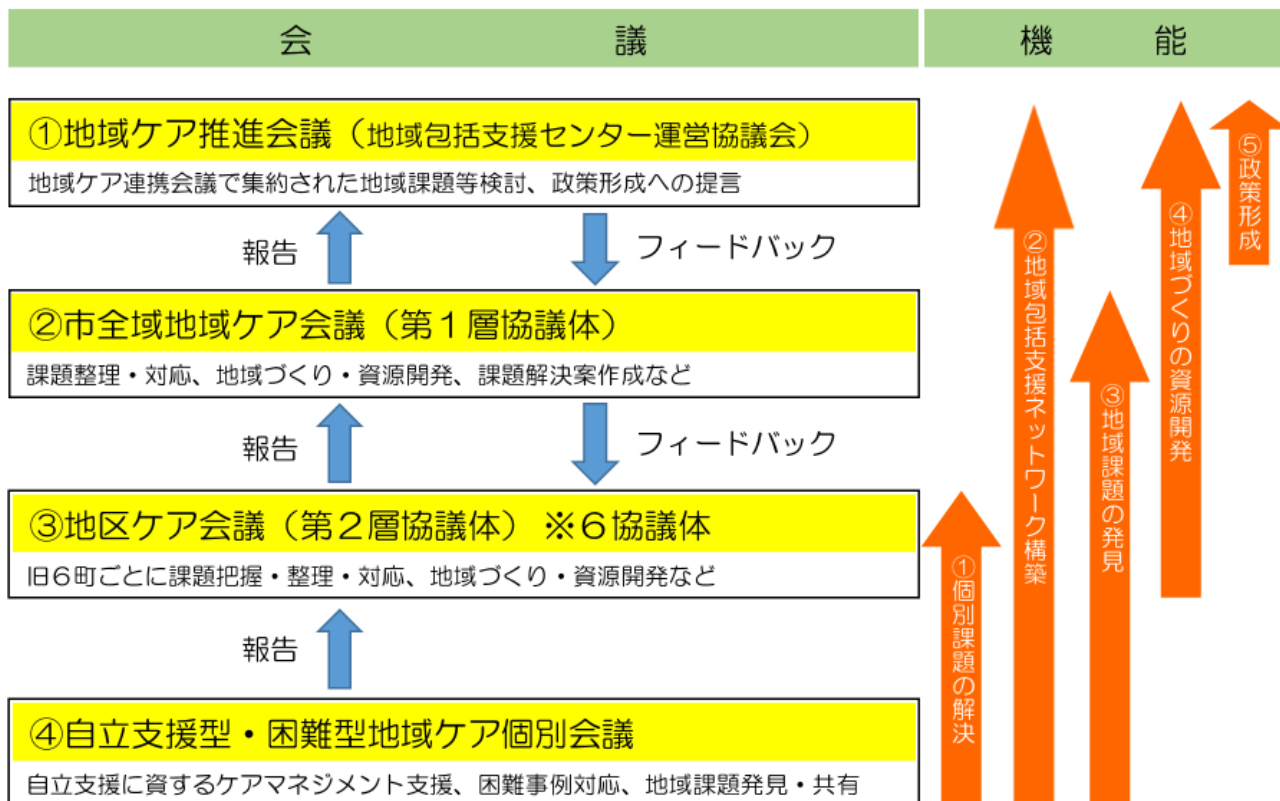 会議
機能
①地域ケア推進会議（地域包括支援センター運営協議会）
地域ケア連携会議で集約された地域課題等検討、政策形成への提言
報告
フィードバック
②市全域地域ケア会議（第１層協議体）
課題整理・対応、地域づくり・資源開発、課題解決案作成など
報告
フィードバック
③地区ケア会議（第２層協議体）※６協議体
旧６町ごとに課題把握・整理・対応、地域づくり・資源開発など
報告
④自立支援型・困難型地域ケア個別会議
自立支援に資するケアマネジメント支援、困難事例対応、地域課題発見・共有
①個別課題の解決
②地域包括支援ネットワーク構築
③地域課題の発見
④地域づくりの資源開発
⑤政策形成